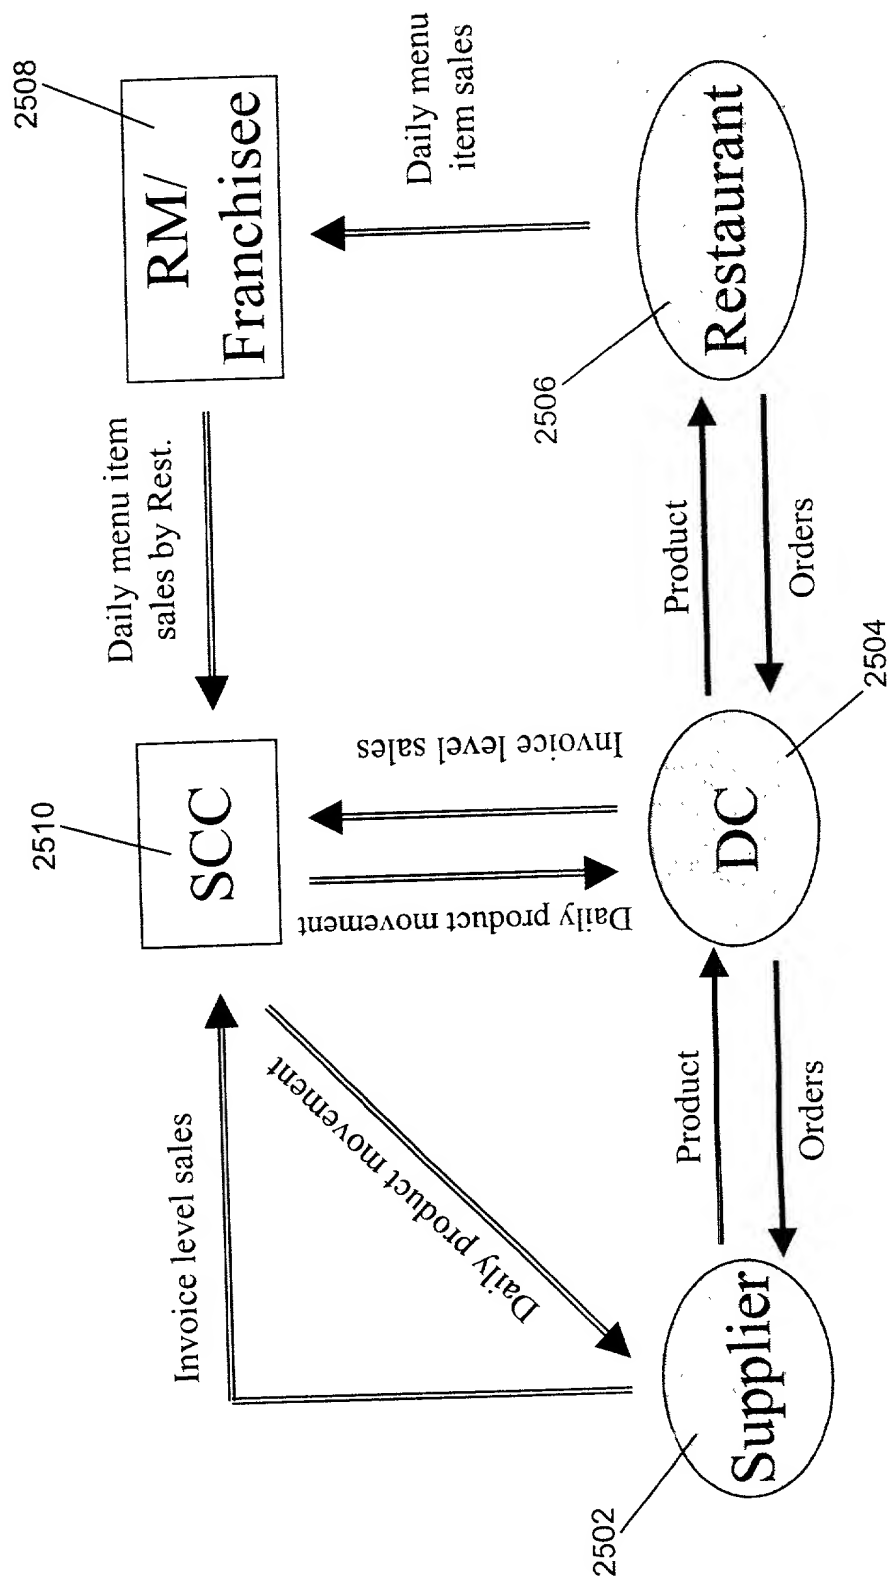 2510
2508
SCC
RM/
Franchisee
Invoice level sales
Daily menu item
sales by Rest.
Daily product movement
Daily product movement
Invoice level sales
Daily menu
item sales
2502
Supplier
Product
Orders
DC
2504
Product
Orders
2506
Restaurant